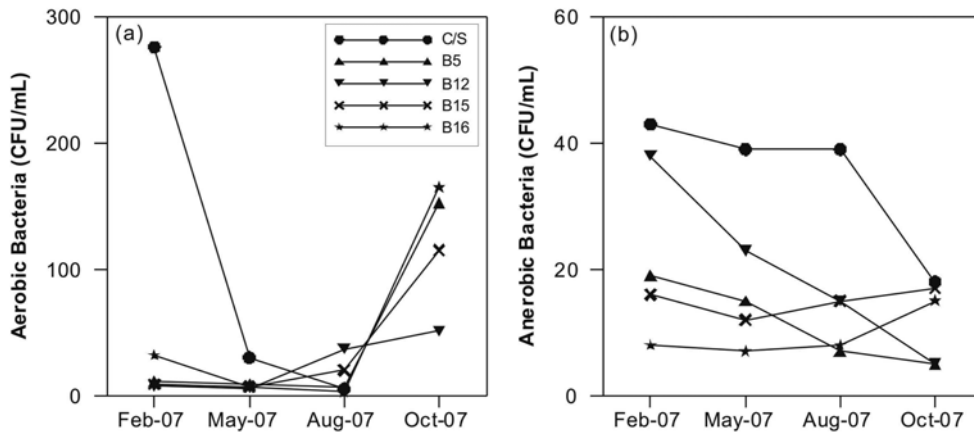 (a)
300
200
100
0
Aerobic Bacteria (CFU/mL)
C/S
B5
B12
B15
B16
Feb-07 May-07 Aug-07 Oct-07
(b)
60
40
20
0
Anerobic Bacteria (CFU/mL)
Feb-07 May-07 Aug-07 Oct-07